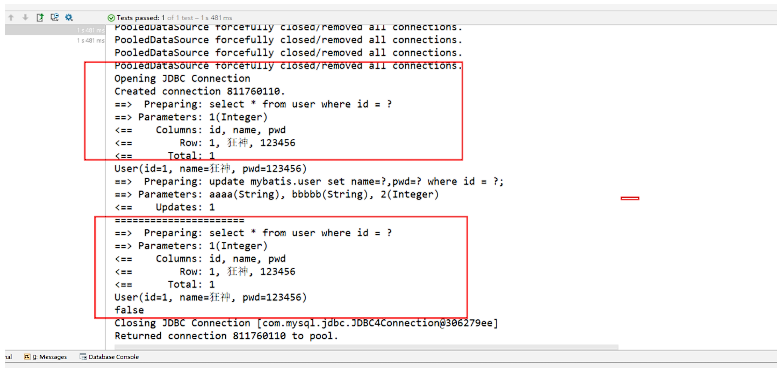 Tests passed: 1 of 1 test – 1 s 481 ms
1 s 481 ms
1 s 481 ms
PooledDataSource forcefully closed/removed all connections.
PooledDataSource forcefully closed/removed all connections.
PooledDataSource forcefully closed/removed all connections.
PooledDataSource forcefully closed/removed all connections.
Opening JDBC Connection
Created connection 811760110.
==>  Preparing: select * from user where id = ?
==> Parameters: 1(Integer)
<==    Columns: id, name, pwd
<==        Row: 1, 狂神, 123456
<==      Total: 1
User(id=1, name=狂神, pwd=123456)
==>  Preparing: update mybatis.user set name=?,pwd=? where id = ?;
==> Parameters: aaaa(String), bbbbb(String), 2(Integer)
<==    Updates: 1
======================
==>  Preparing: select * from user where id = ?
==> Parameters: 1(Integer)
<==    Columns: id, name, pwd
<==        Row: 1, 狂神, 123456
<==      Total: 1
User(id=1, name=狂神, pwd=123456)
false
Closing JDBC Connection [com.mysql.jdbc.JDBC4Connection@306279ee]
Returned connection 811760110 to pool.
0: Messages
Database Console